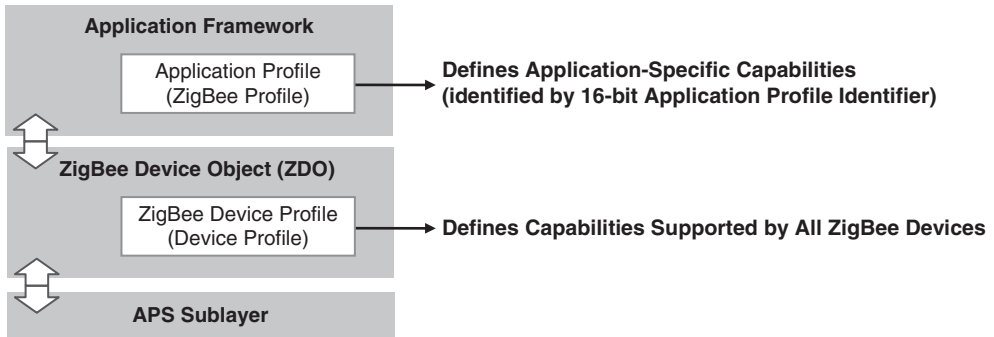 Application Framework
Application Profile
(ZigBee Profile)
Defines Application-Specific Capabilities
(identified by 16-bit Application Profile Identifier)
ZigBee Device Object (ZDO)
ZigBee Device Profile
(Device Profile)
Defines Capabilities Supported by All ZigBee Devices
APS Sublayer